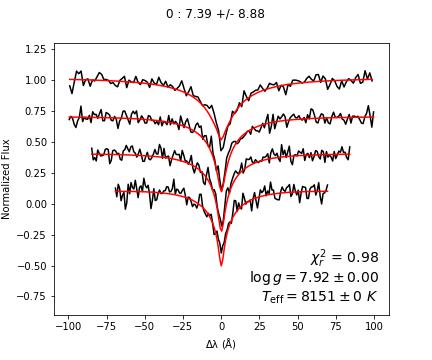 0 : 7.39 +/- 8.88
1.25
1.00
0.75
0.50
0.25
0.00
−0.25
−0.50
−0.75
Normalized Flux
χ²ᵣ = 0.98
log g = 7.92 ± 0.00
T_eff = 8151 ± 0 K
−100 −75 −50 −25 0 25 50 75 100
Δλ (Å)